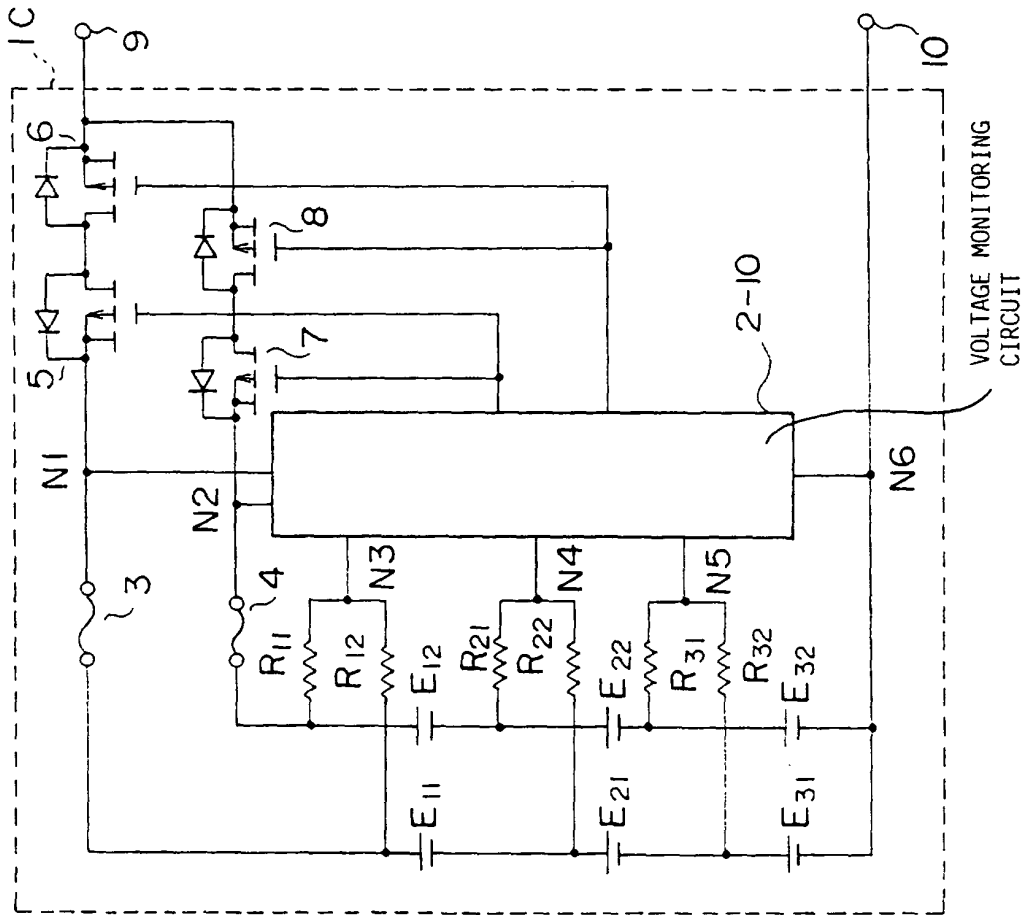 1C
9
6
5
8
7
N1
N2
3
4
2-10
N3
N4
N5
N6
10
R11
R12
E12
R21
R22
E22
R31
R32
E32
E11
E21
E31
VOLTAGE MONITORING
CIRCUIT